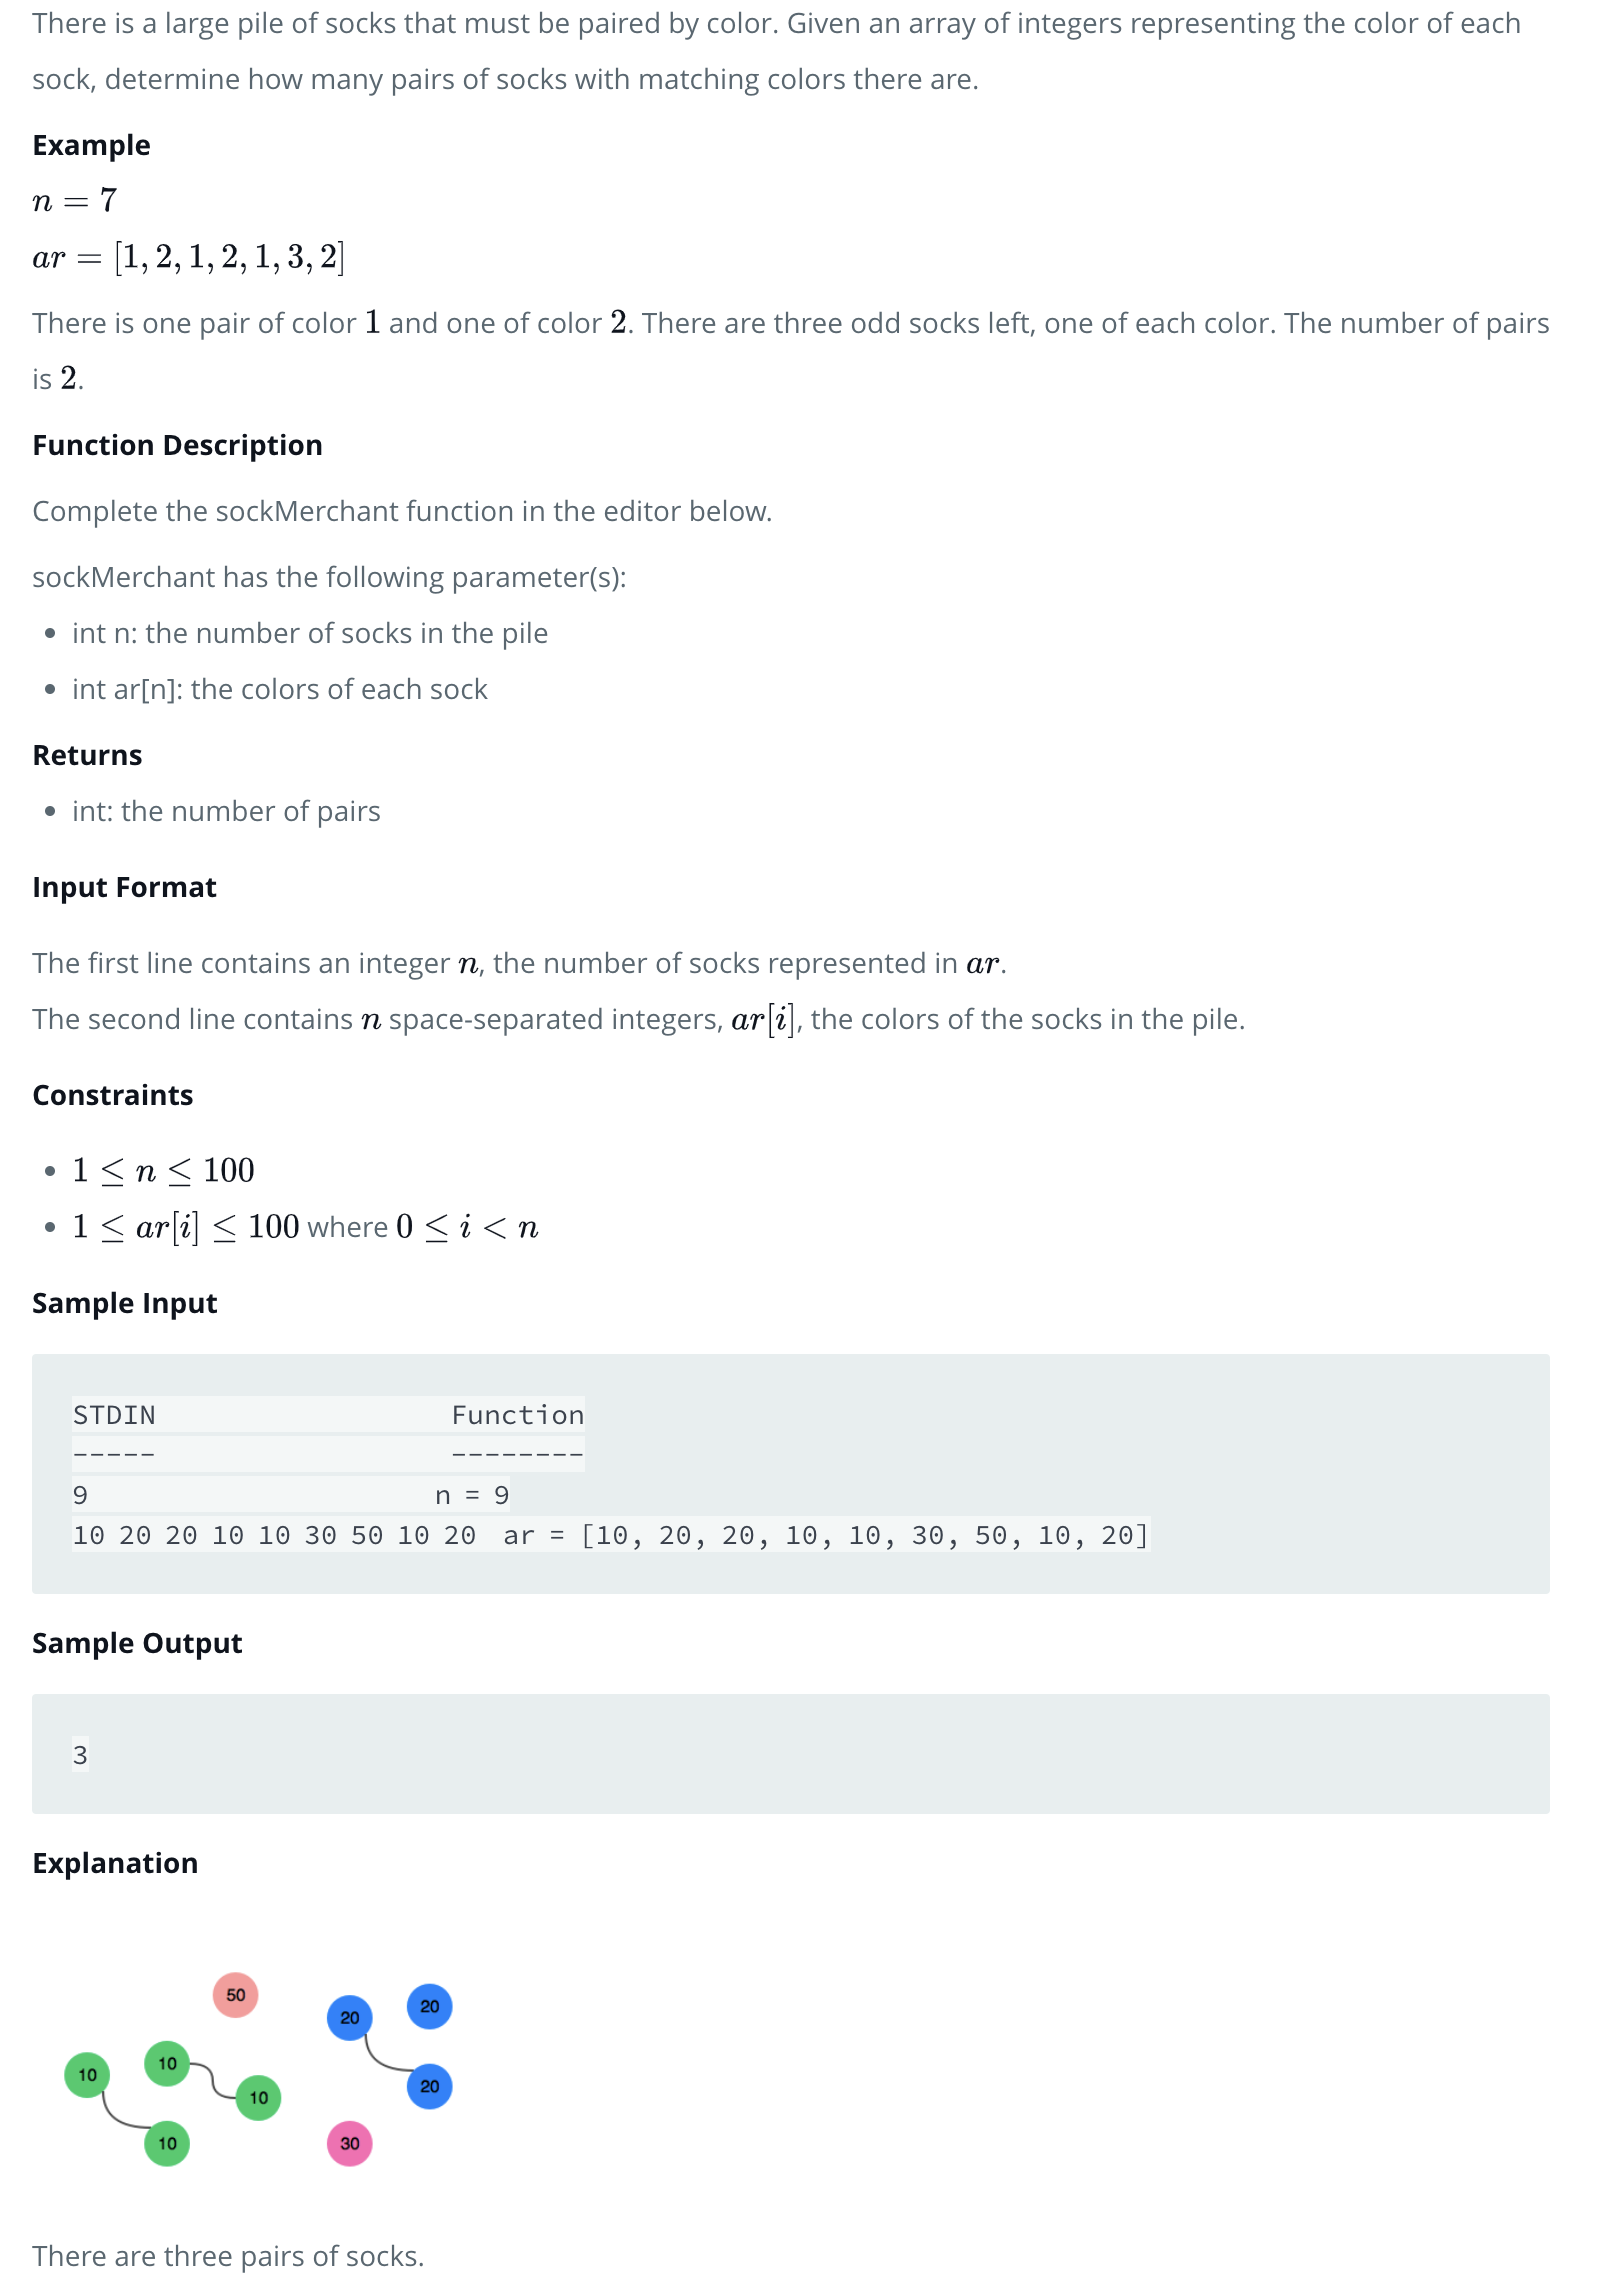 There is a large pile of socks that must be paired by color. Given an array of integers representing the color of each
sock, determine how many pairs of socks with matching colors there are.
Example
n = 7
ar = [1, 2, 1, 2, 1, 3, 2]
There is one pair of color 1 and one of color 2. There are three odd socks left, one of each color. The number of pairs
is 2.
Function Description
Complete the sockMerchant function in the editor below.
sockMerchant has the following parameter(s):
• int n: the number of socks in the pile
• int ar[n]: the colors of each sock
Returns
• int: the number of pairs
Input Format
The first line contains an integer n, the number of socks represented in ar.
The second line contains n space-separated integers, ar[i], the colors of the socks in the pile.
Constraints
• 1 ≤ n ≤ 100
• 1 ≤ ar[i] ≤ 100 where 0 ≤ i < n
Sample Input
STDIN Function
----- --------
9 n = 9
10 20 20 10 10 30 50 10 20 ar = [10, 20, 20, 10, 10, 30, 50, 10, 20]
Sample Output
3
Explanation
50
20
20
10
10
20
10
10
30
There are three pairs of socks.